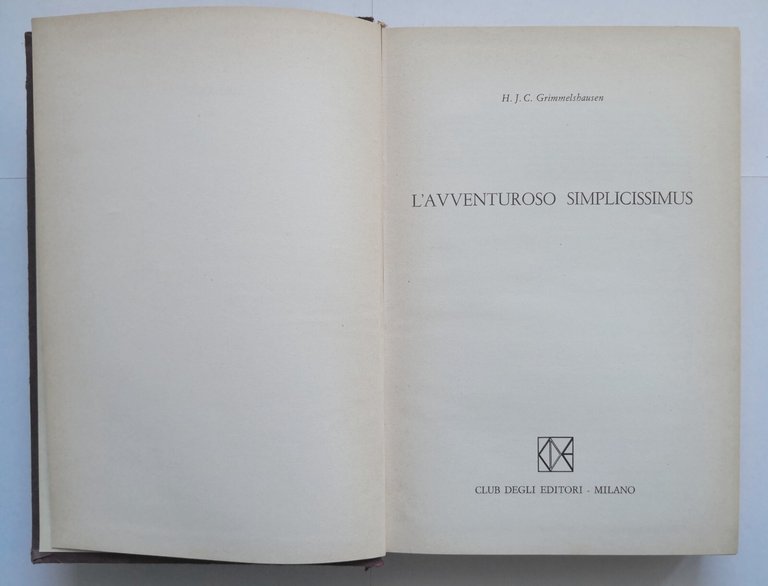 H. J. C. Grimmelshausen
L'AVVENTUROSO SIMPLICISSIMUS
CLUB DEGLI EDITORI - MILANO